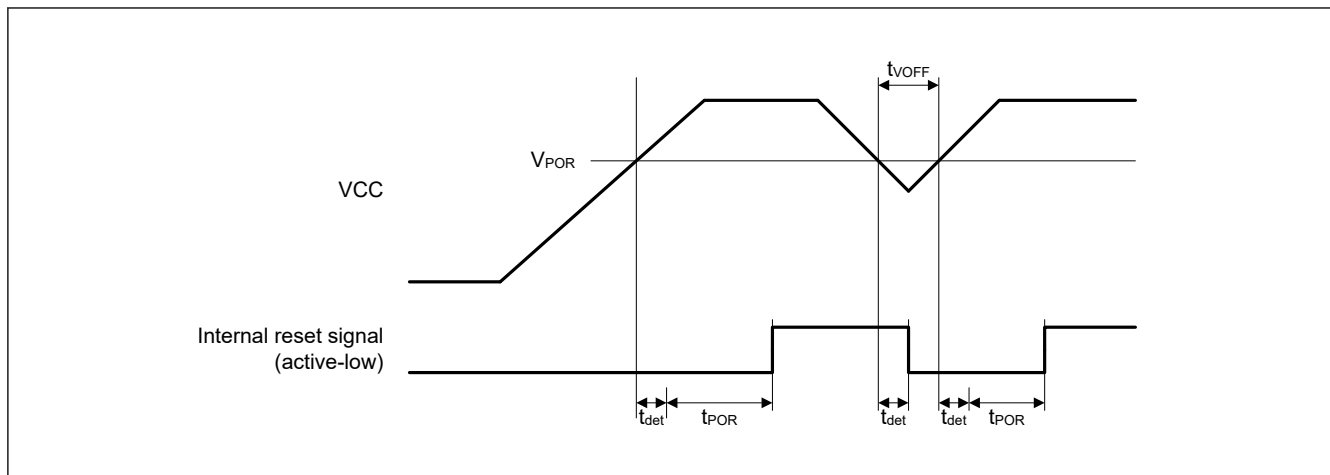 tVOFF
VPOR
VCC
Internal reset signal
(active-low)
tdet tPOR tdet tdet tPOR